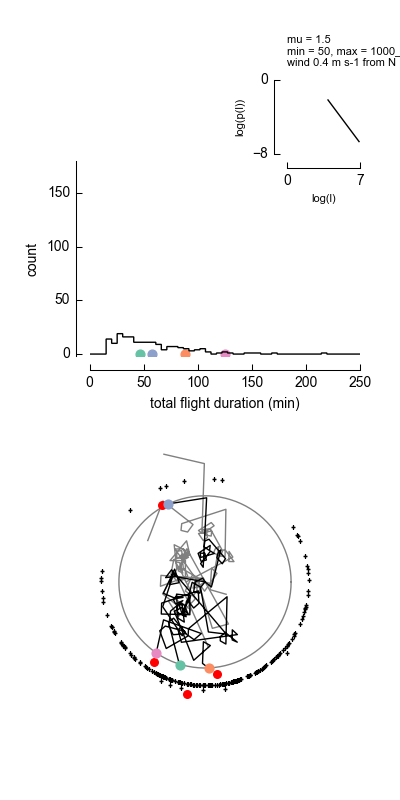 mu = 1.5
min = 50, max = 1000_
wind 0.4 m s-1 from N
0
−8
log(p(l))
0
7
log(l)
150
100
50
0
count
0
50
100
150
200
250
total flight duration (min)